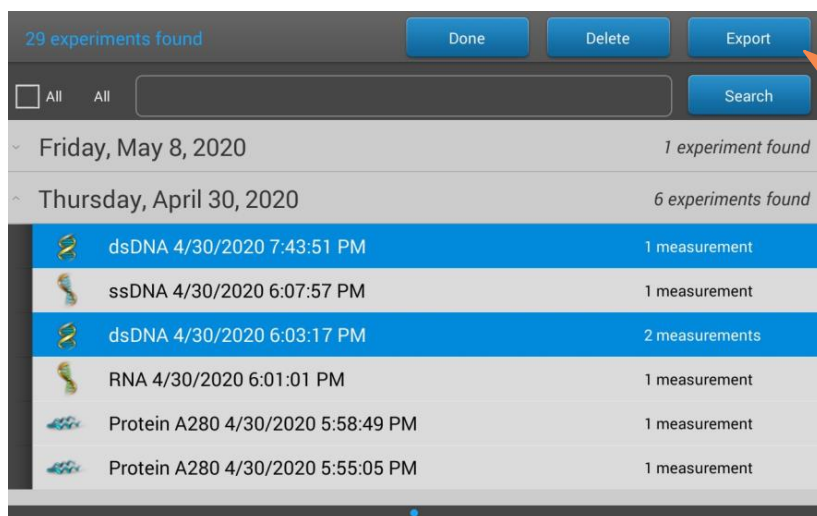 29 experiments found Done Delete Export
All All Search
Friday, May 8, 2020 1 experiment found
Thursday, April 30, 2020 6 experiments found
dsDNA 4/30/2020 7:43:51 PM 1 measurement
ssDNA 4/30/2020 6:07:57 PM 1 measurement
dsDNA 4/30/2020 6:03:17 PM 2 measurements
RNA 4/30/2020 6:01:01 PM 1 measurement
Protein A280 4/30/2020 5:58:49 PM 1 measurement
Protein A280 4/30/2020 5:55:05 PM 1 measurement